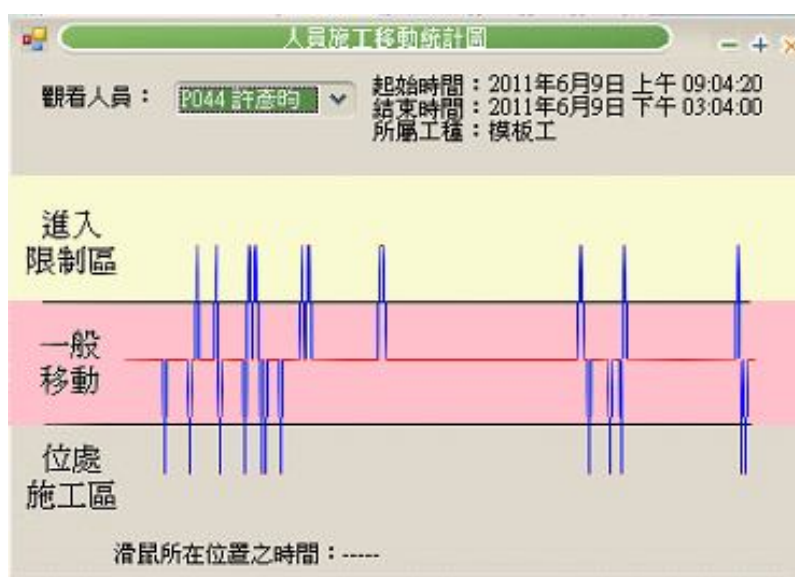 人員施工移動統計圖
觀看人員：
P044 許彥昀
起始時間：2011年6月9日 上午 09:04:20
結束時間：2011年6月9日 下午 03:04:00
所屬工種：模板工
進入
限制區
一般
移動
位處
施工區
滑鼠所在位置之時間：-----